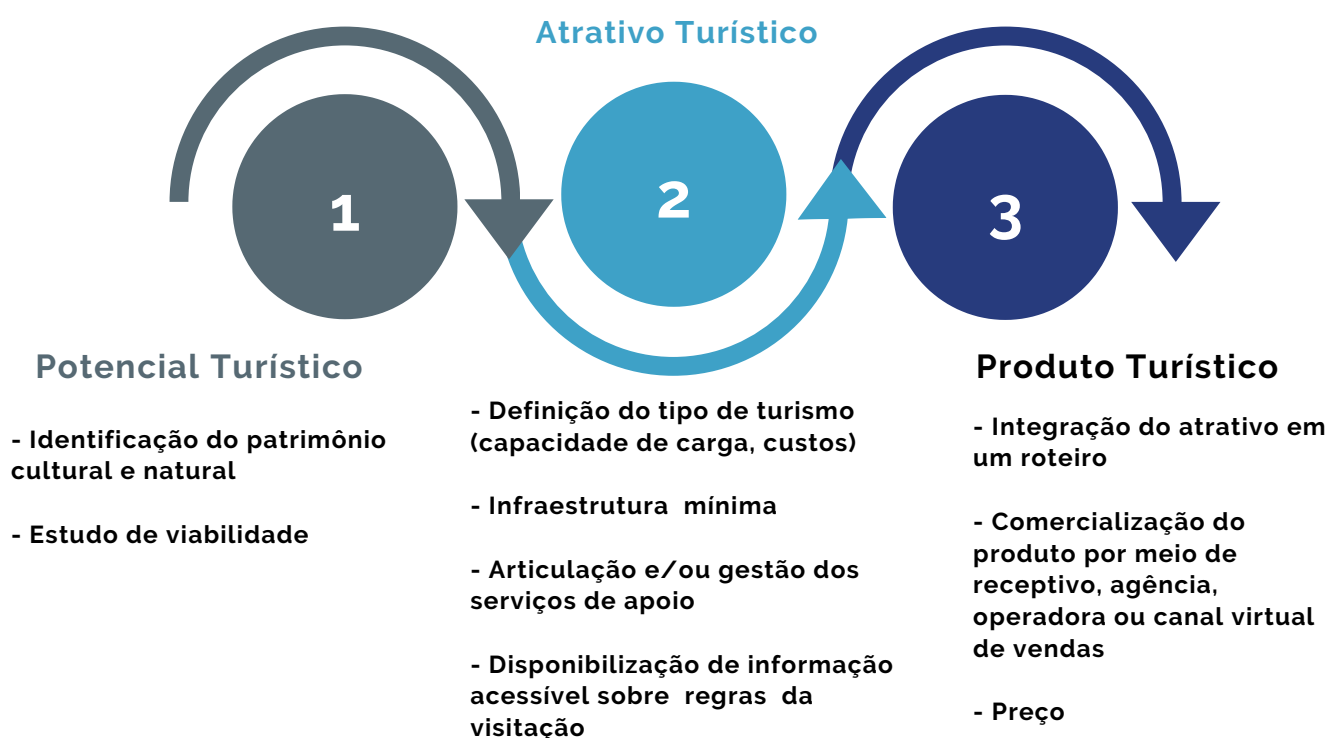 Atrativo Turístico
1
2
3
Potencial Turístico
- Identificação do patrimônio
cultural e natural
- Estudo de viabilidade
- Definição do tipo de turismo
(capacidade de carga, custos)
- Infraestrutura mínima
- Articulação e/ou gestão dos
serviços de apoio
- Disponibilização de informação
acessível sobre regras da
visitação
Produto Turístico
- Integração do atrativo em
um roteiro
- Comercialização do
produto por meio de
receptivo, agência,
operadora ou canal virtual
de vendas
- Preço